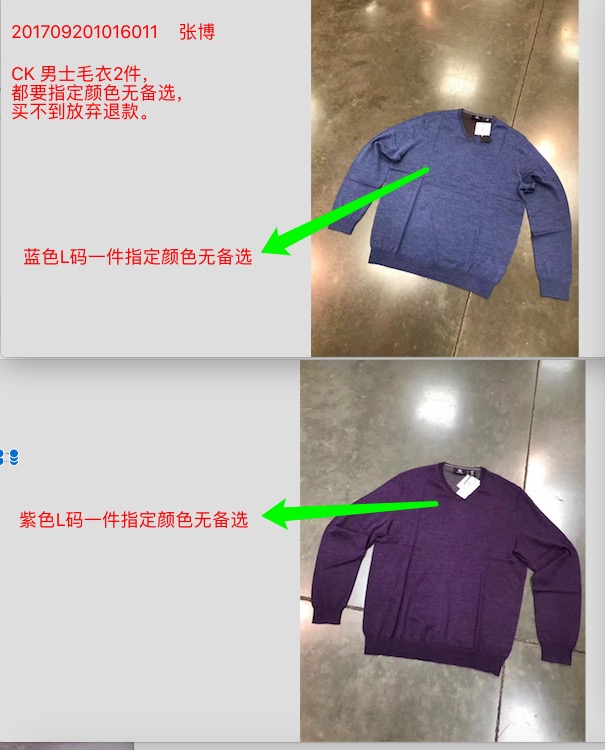 201709201016011 张博
CK 男士毛衣2件，
都要指定颜色无备选，
买不到放弃退款。
蓝色L码一件指定颜色无备选
紫色L码一件指定颜色无备选